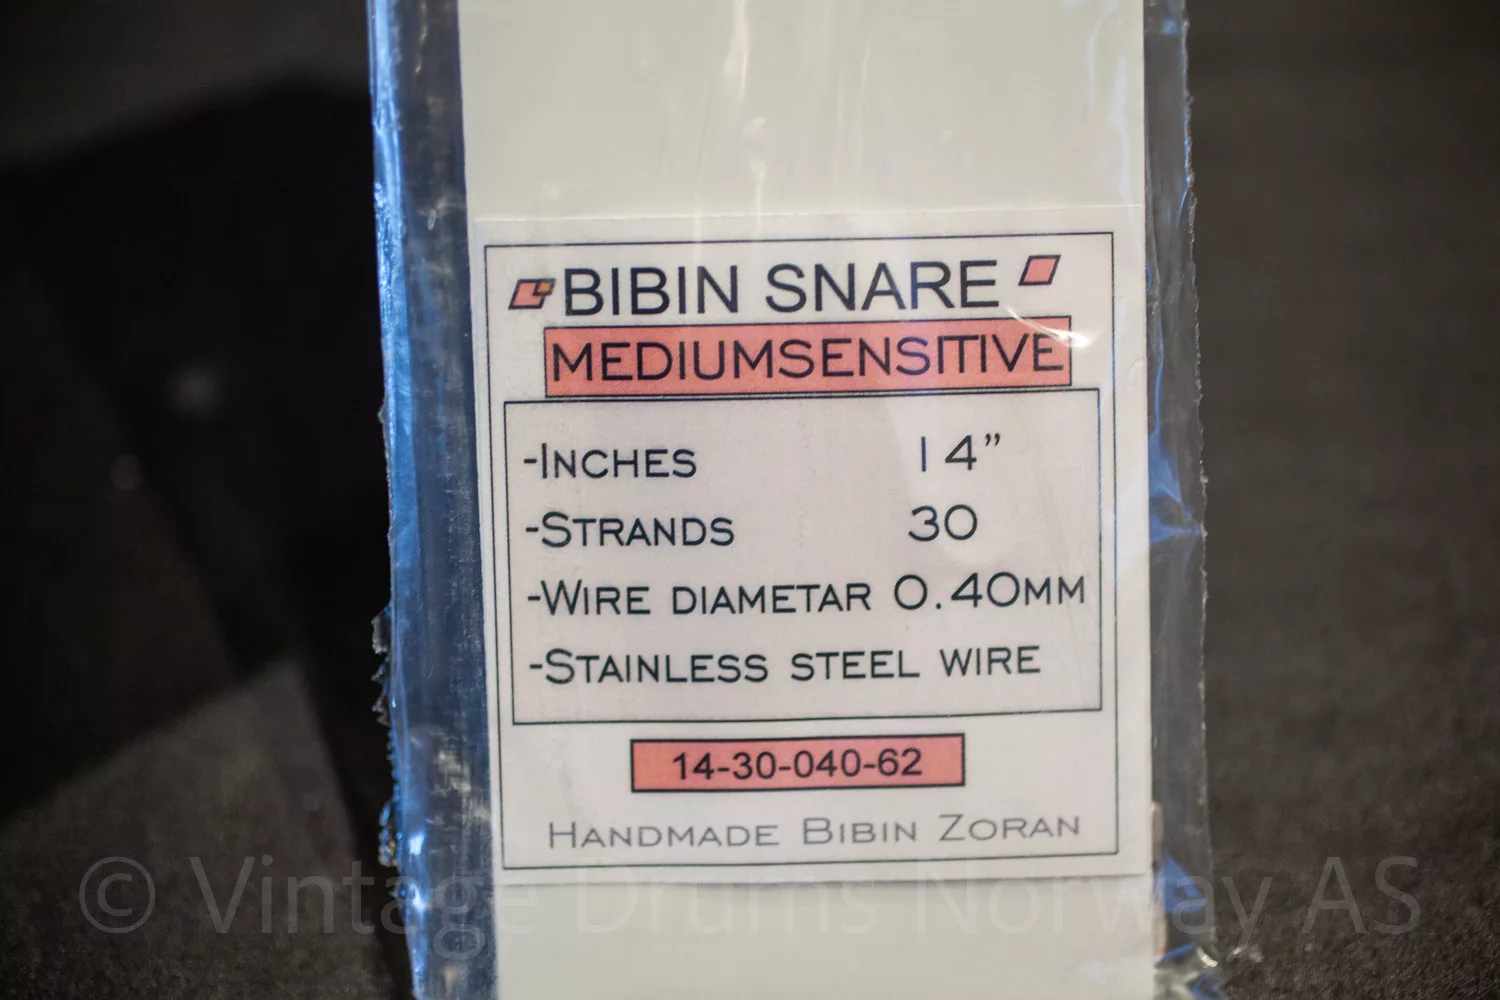 BIBIN SNARE
MEDIUMSENSITIVE
-INCHES 14”
-STRANDS 30
-WIRE DIAMETAR 0.40MM
-STAINLESS STEEL WIRE
14-30-040-62
HANDMADE BIBIN ZORAN
© Vintage Drums Norway AS